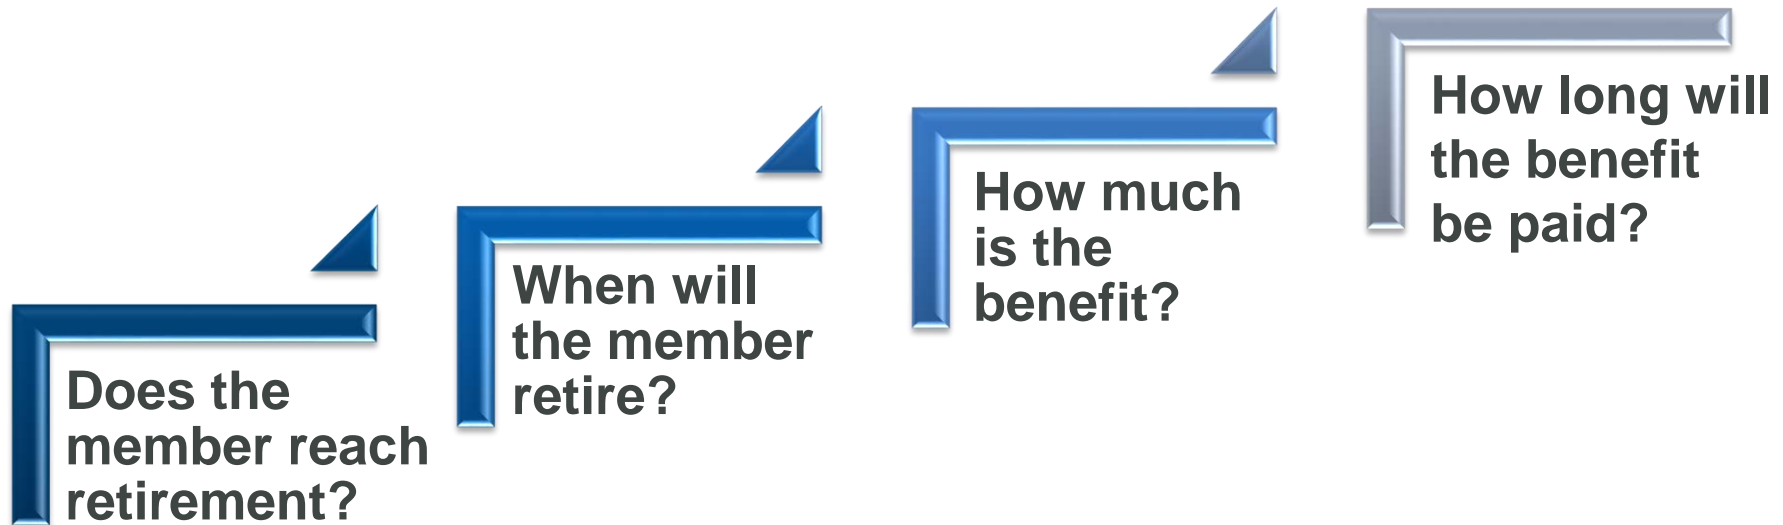 Does the
member reach
retirement?
When will
the member
retire?
How much
is the
benefit?
How long will
the benefit
be paid?